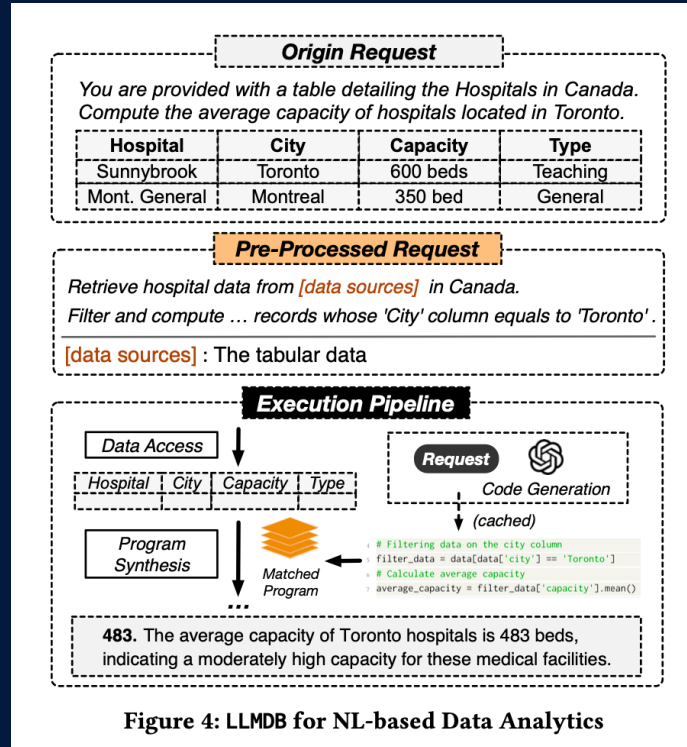 Origin Request
You are provided with a table detailing the Hospitals in Canada.
Compute the average capacity of hospitals located in Toronto.
Hospital City Capacity Type
Sunnybrook Toronto 600 beds Teaching
Mont. General Montreal 350 bed General
Pre-Processed Request
Retrieve hospital data from [data sources] in Canada.
Filter and compute ... records whose 'City' column equals to 'Toronto'.
[data sources] : The tabular data
Execution Pipeline
Data Access
Hospital City Capacity Type
Program
Synthesis
...
Matched
Program
Request
Code Generation
(cached)
4 # Filtering data on the city column
5 filter_data = data[data['city'] == 'Toronto']
6 # Calculate average capacity
7 average_capacity = filter_data['capacity'].mean()
483. The average capacity of Toronto hospitals is 483 beds,
indicating a moderately high capacity for these medical facilities.
Figure 4: LLMDB for NL-based Data Analytics